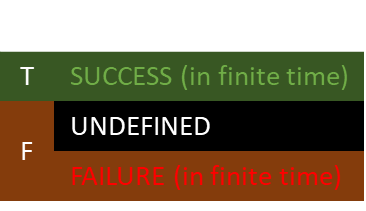 T SUCCESS (in finite time)
UNDEFINED
F
FAILURE (in finite time)